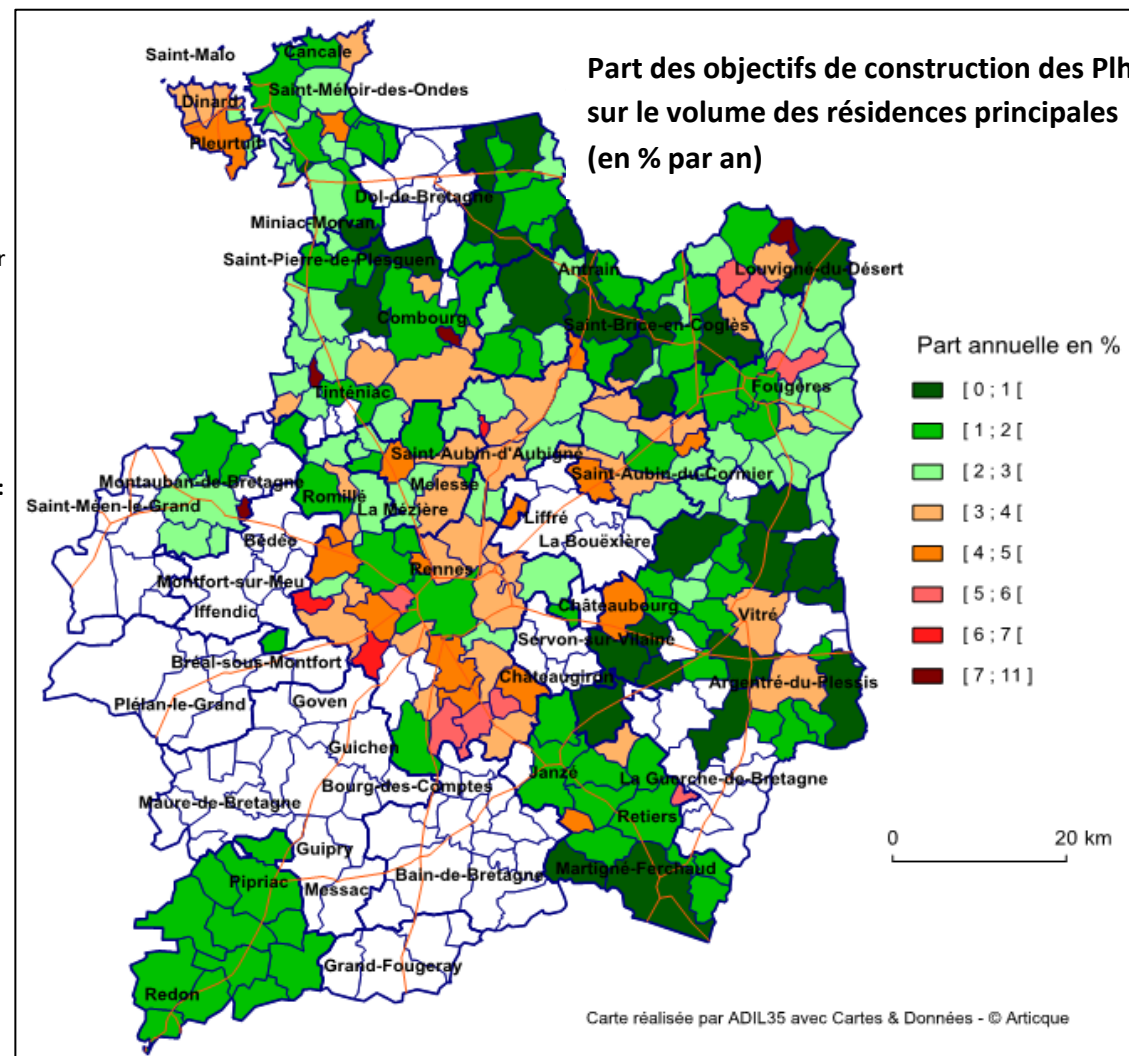 Part des objectifs de construction des Plh
sur le volume des résidences principales
(en % par an)
Saint-Malo
Cancale
Saint-Méloir-des-Ondes
Dinard
Pleurtuit
Dol-de-Bretagne
Miniac-Morvan
Saint-Pierre-de-Plesguen
Antrain
Louvigné-du-Désert
Combourg
Saint-Brice-en-Coglès
Tinténiac
Fougères
Saint-Aubin-d'Aubigné
Saint-Aubin-du-Cormier
Montauban-de-Bretagne
Romillé
Melesse
Saint-Méen-le-Grand
La Mézière
Liffré
Bédée
La Bouëxière
Rennes
Montfort-sur-Meu
Iffendic
Châteaubourg
Vitré
Servon-sur-Vilaine
Bréal-sous-Montfort
Châteaugiron
Argentré-du-Plessis
Plélan-le-Grand
Goven
Guichen
Janzé
La Guerche-de-Bretagne
Bourg-des-Comptes
Maure-de-Bretagne
Retiers
Guipry
Martigné-Ferchaud
Pipriac
Messac
Bain-de-Bretagne
Grand-Fougeray
Redon
Part annuelle en %
[ 0 ; 1 [
[ 1 ; 2 [
[ 2 ; 3 [
[ 3 ; 4 [
[ 4 ; 5 [
[ 5 ; 6 [
[ 6 ; 7 [
[ 7 ; 11 ]
0 20 km
Carte réalisée par ADIL35 avec Cartes & Données - © Articque
r
: